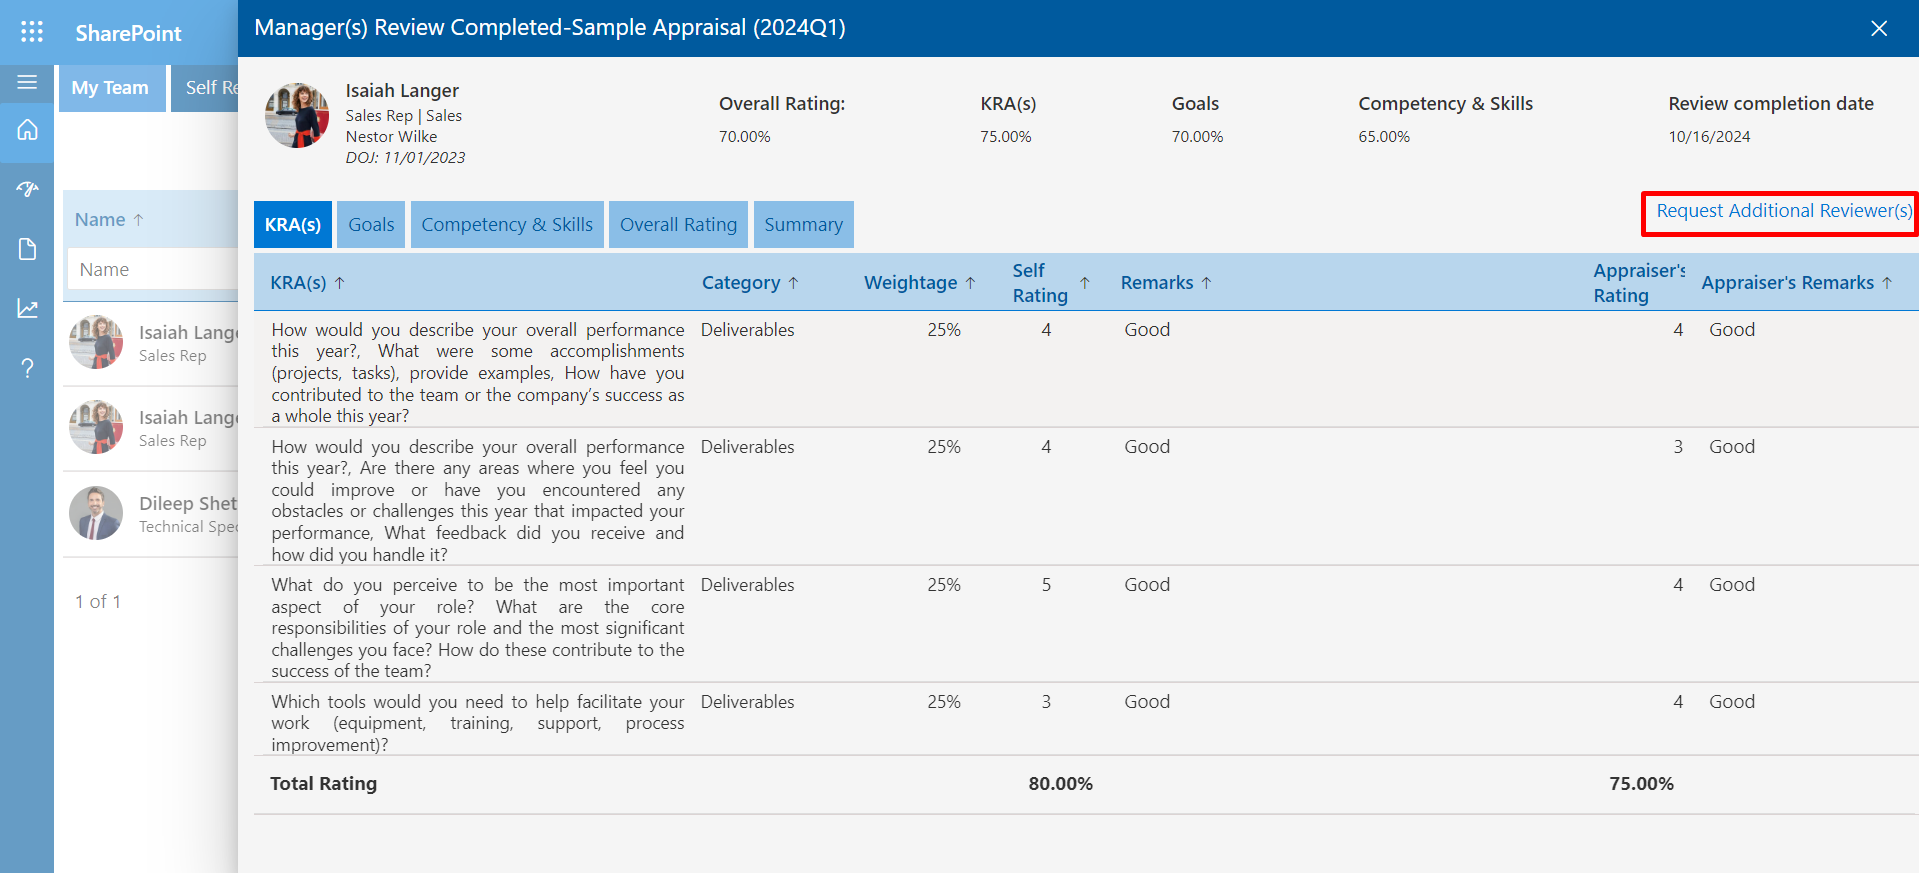 SharePoint
Manager(s) Review Completed-Sample Appraisal (2024Q1)
My Team
Self Re
Isaiah Langer
Sales Rep | Sales
Nestor Wilke
DOJ: 11/01/2023
Overall Rating:
70.00%
KRA(s)
75.00%
Goals
70.00%
Competency & Skills
65.00%
Review completion date
10/16/2024
Name ↑
Name
Isaiah Lange
Sales Rep
Isaiah Lange
Sales Rep
Dileep Shet
Technical Spec
1 of 1
KRA(s)
Goals
Competency & Skills
Overall Rating
Summary
Request Additional Reviewer(s)
KRA(s) ↑
Category ↑
Weightage ↑
Self
Rating ↑
Remarks ↑
Appraiser's
Rating
Appraiser's Remarks ↑
How would you describe your overall performance
this year?, What were some accomplishments
(projects, tasks), provide examples, How have you
contributed to the team or the company’s success as
a whole this year?
Deliverables
25%
4
Good
4
Good
How would you describe your overall performance
this year?, Are there any areas where you feel you
could improve or have you encountered any
obstacles or challenges this year that impacted your
performance, What feedback did you receive and
how did you handle it?
Deliverables
25%
4
Good
3
Good
What do you perceive to be the most important
aspect of your role? What are the core
responsibilities of your role and the most significant
challenges you face? How do these contribute to the
success of the team?
Deliverables
25%
5
Good
4
Good
Which tools would you need to help facilitate your
work (equipment, training, support, process
improvement)?
Deliverables
25%
3
Good
4
Good
Total Rating
80.00%
75.00%